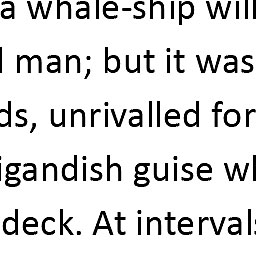 a whale-ship will
man; but it was
ds, unrivalled for
igandish guise wh
deck. At intervals